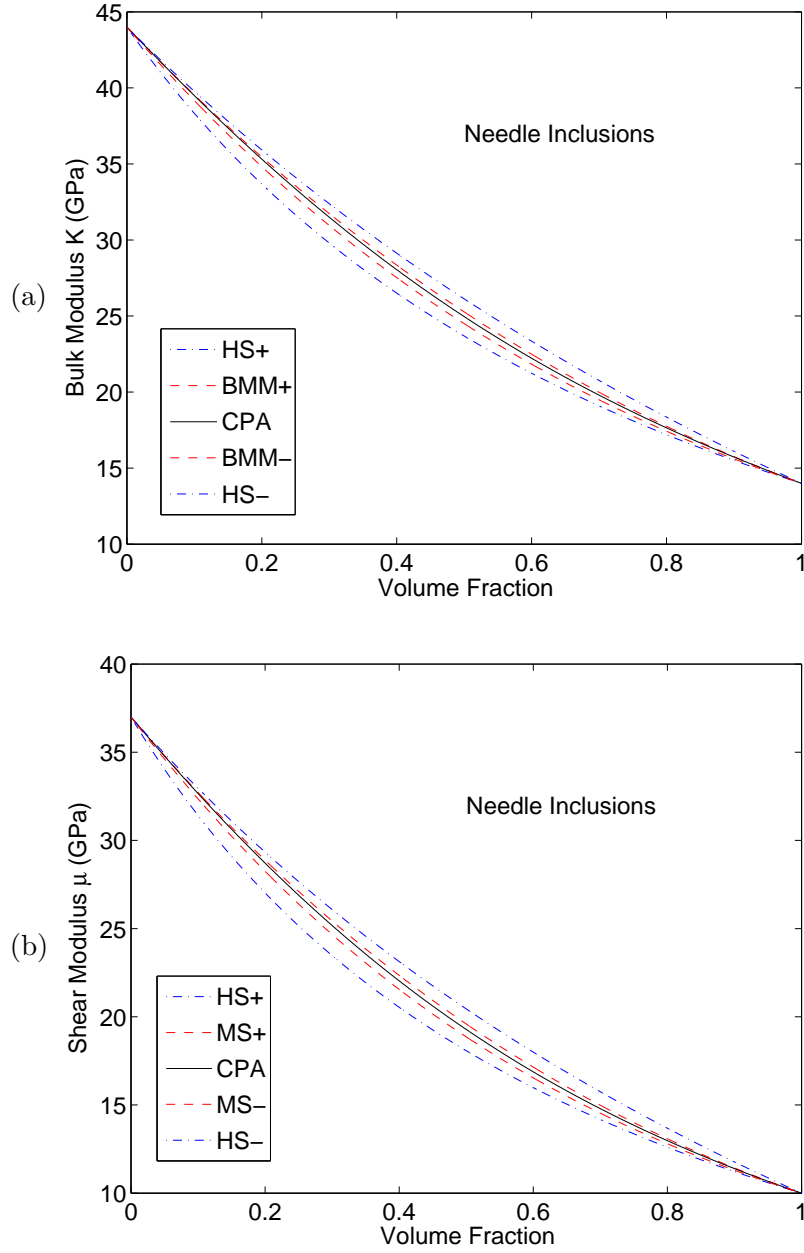 (a)
Bulk Modulus K (GPa)
45
40
35
30
25
20
15
10
Needle Inclusions
HS+
BMM+
CPA
BMM−
HS−
0 0.2 0.4 0.6 0.8 1
Volume Fraction
(b)
Shear Modulus μ (GPa)
40
35
30
25
20
15
10
Needle Inclusions
HS+
MS+
CPA
MS−
HS−
0 0.2 0.4 0.6 0.8 1
Volume Fraction